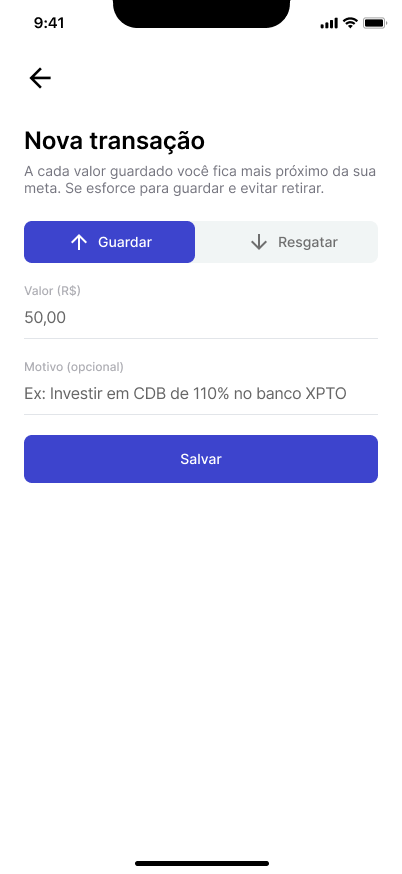 9:41
Nova transação
A cada valor guardado você fica mais próximo da sua
meta. Se esforce para guardar e evitar retirar.
Guardar
Resgatar
Valor (R$)
50,00
Motivo (opcional)
Ex: Investir em CDB de 110% no banco XPTO
Salvar